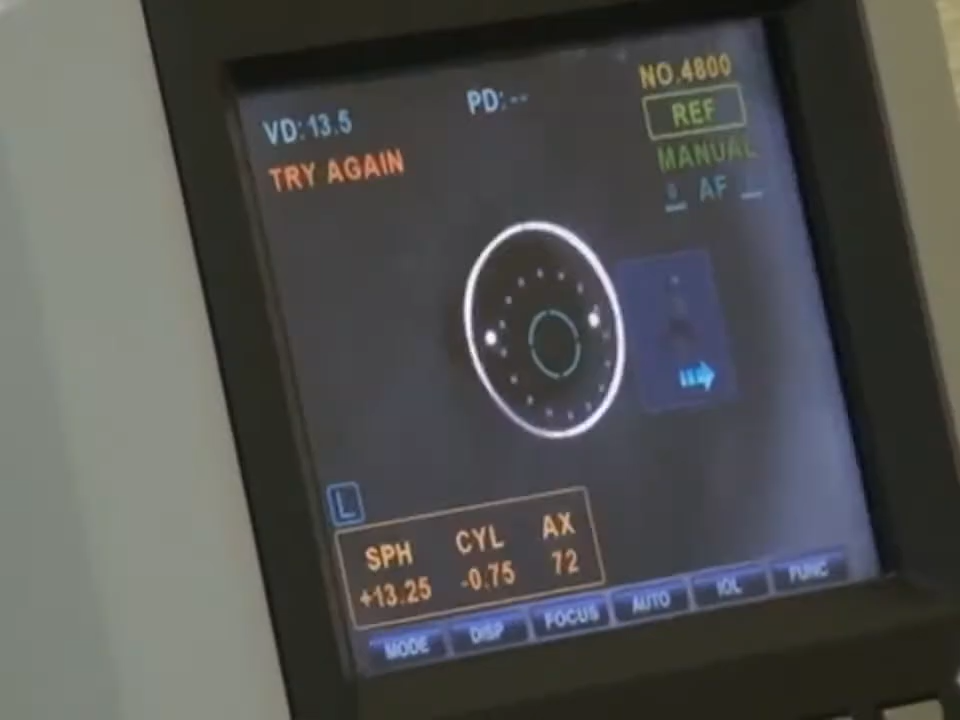 VD:13.5 PD:-- NO.4800
TRY AGAIN REF
MANUAL
0 AF
L
SPH CYL AX
+13.25 -0.75 72
MODE DISP FOCUS AUTO IOL FUNC